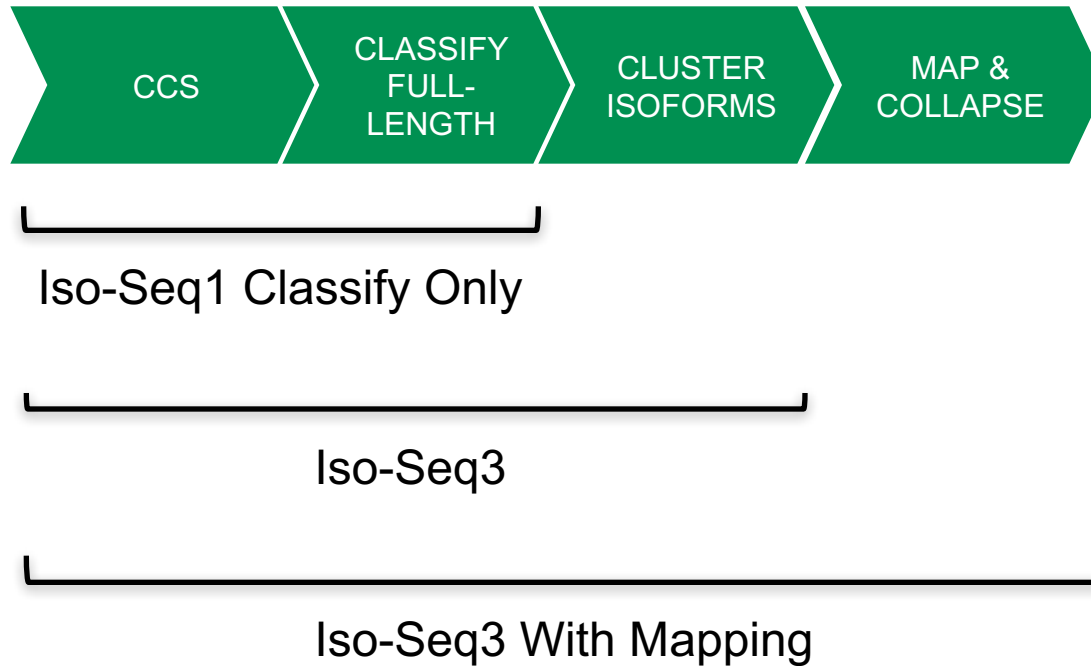 CCS
CLASSIFY
FULL-
LENGTH
CLUSTER
ISOFORMS
MAP &
COLLAPSE
Iso-Seq1 Classify Only
Iso-Seq3
Iso-Seq3 With Mapping